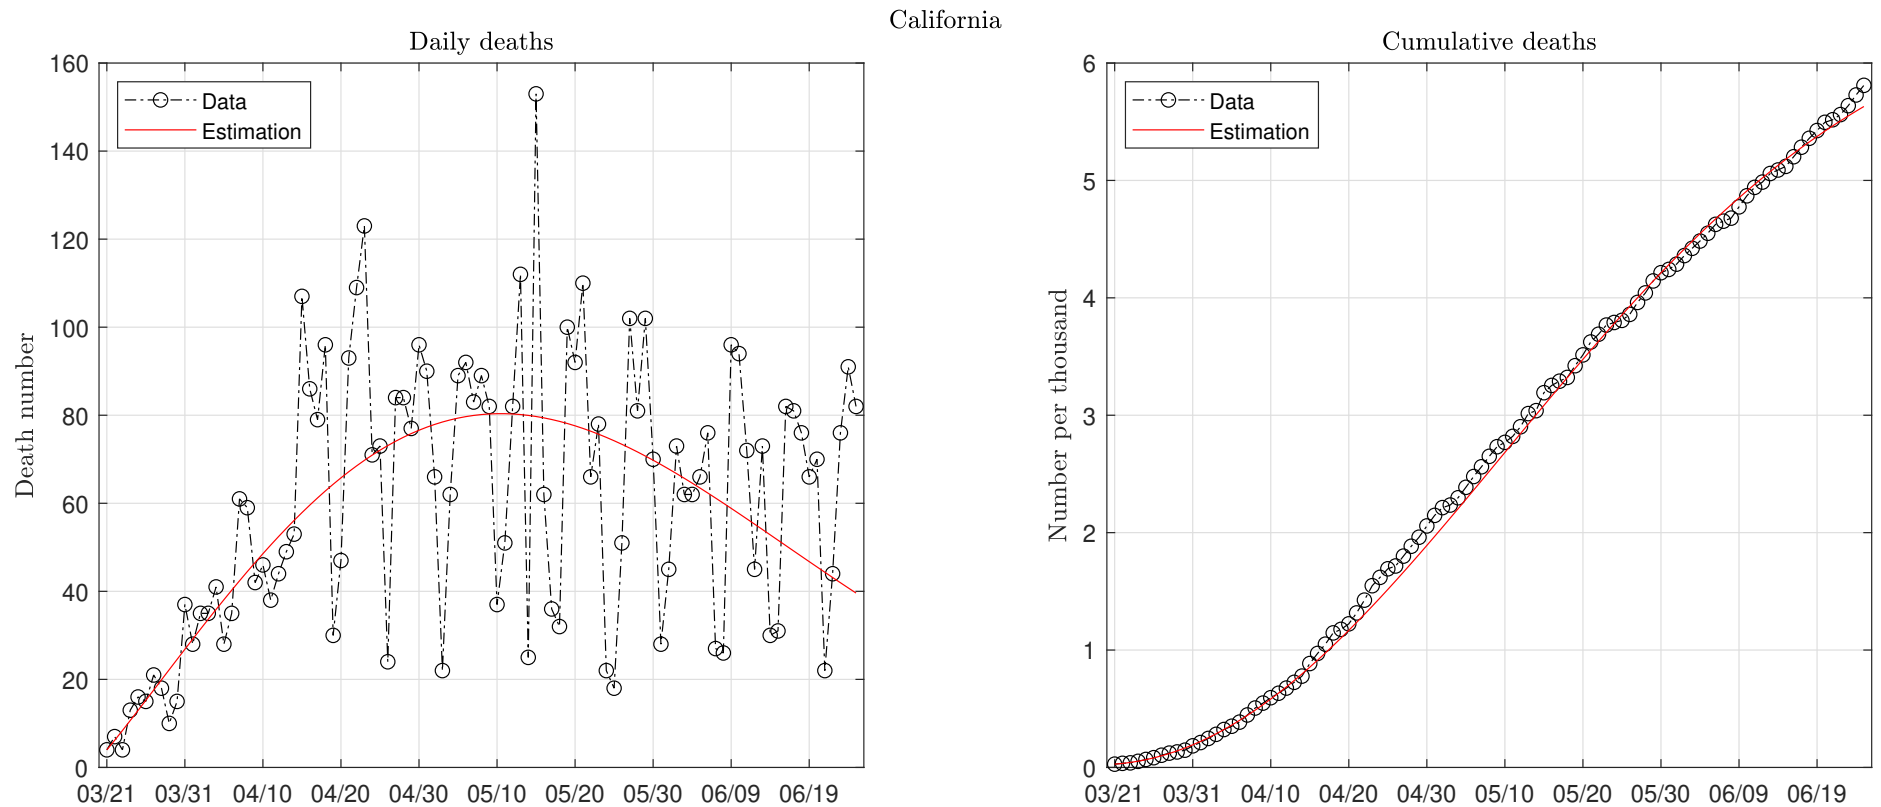 California
Daily deaths
160
140
120
100
80
60
40
20
0
Death number
Data
Estimation
03/21 03/31 04/10 04/20 04/30 05/10 05/20 05/30 06/09 06/19
Cumulative deaths
6
5
4
3
2
1
0
Number per thousand
Data
Estimation
03/21 03/31 04/10 04/20 04/30 05/10 05/20 05/30 06/09 06/19